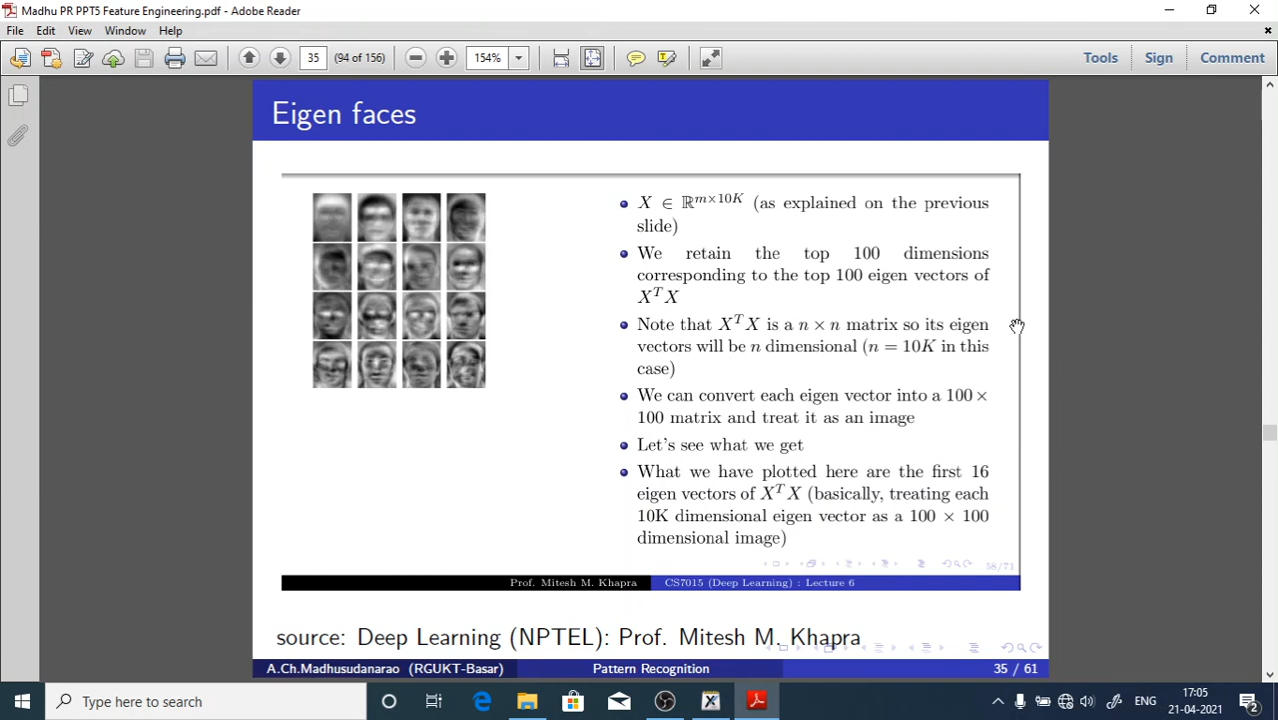 Madhu PR PPT5 Feature Engineering.pdf - Adobe Reader
File Edit View Window Help
35 (94 of 156) 154% Tools Sign Comment
Eigen faces
X ∈ ℝ^{m×10K} (as explained on the previous
slide)
We retain the top 100 dimensions
corresponding to the top 100 eigen vectors of
X^T X
Note that X^T X is a n × n matrix so its eigen
vectors will be n dimensional (n = 10K in this
case)
We can convert each eigen vector into a 100×
100 matrix and treat it as an image
Let's see what we get
What we have plotted here are the first 16
eigen vectors of X^T X (basically, treating each
10K dimensional eigen vector as a 100 × 100
dimensional image)
58/71
Prof. Mitesh M. Khapra CS7015 (Deep Learning) : Lecture 6
source: Deep Learning (NPTEL): Prof. Mitesh M. Khapra
A.Ch.Madhusudanarao (RGUKT-Basar) Pattern Recognition 35 / 61
Type here to search
ENG
17:05
21-04-2021
2